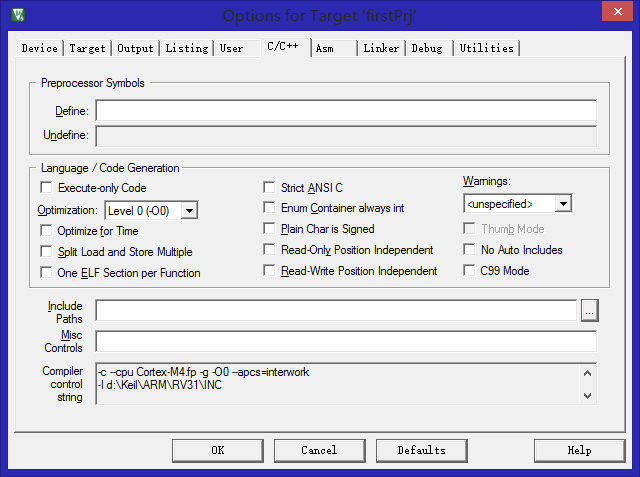 Options for Target 'firstPrj'
Device Target Output Listing User C/C++ Asm Linker Debug Utilities
Preprocessor Symbols
Define:
Undefine:
Language / Code Generation
Execute-only Code
Optimization: Level 0 (-O0)
Optimize for Time
Split Load and Store Multiple
One ELF Section per Function
Strict ANSI C
Enum Container always int
Plain Char is Signed
Read-Only Position Independent
Read-Write Position Independent
Warnings:
<unspecified>
Thumb Mode
No Auto Includes
C99 Mode
Include
Paths
...
Misc
Controls
Compiler
control
string
-c --cpu Cortex-M4.fp -g -O0 --apcs=interwork
-I d:\Keil\ARM\RV31\INC
OK Cancel Defaults Help